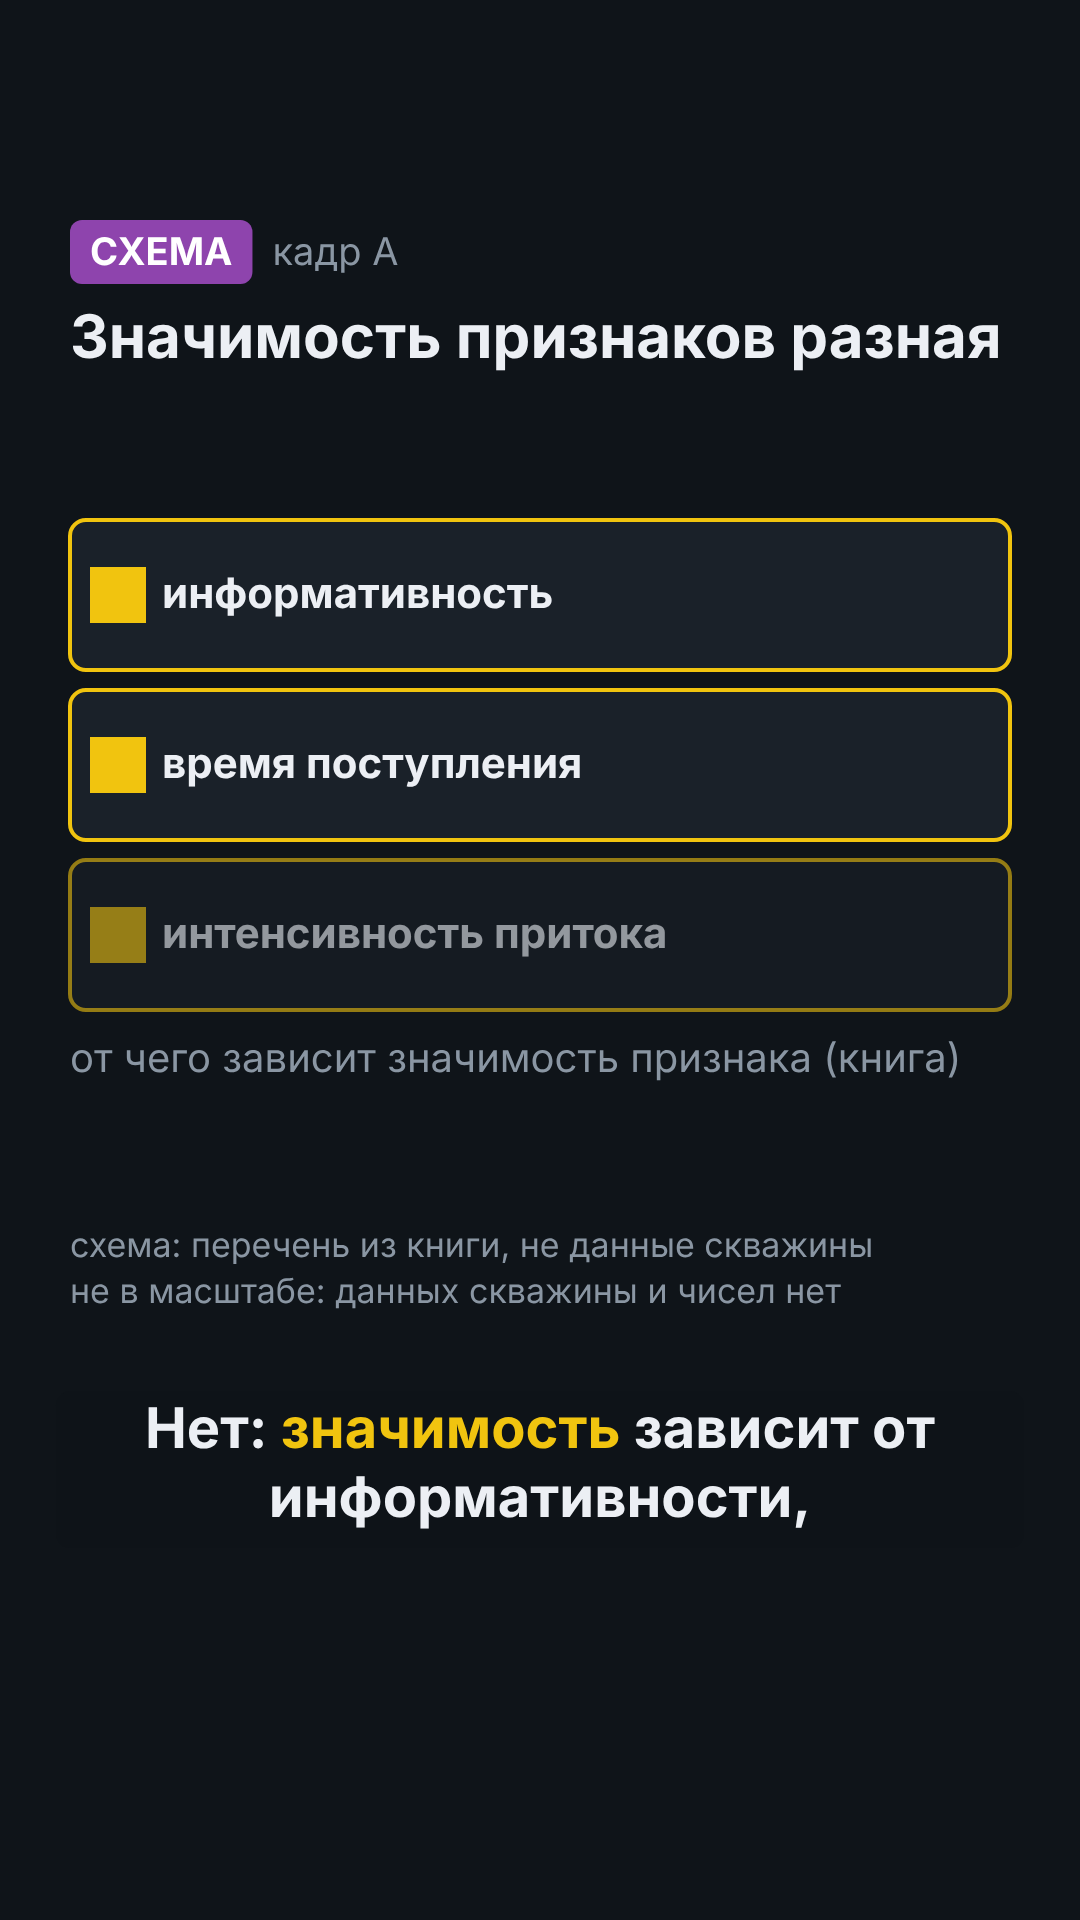 СХЕМА кадр А
Значимость признаков разная
информативность
время поступления
интенсивность притока
от чего зависит значимость признака (книга)
схема: перечень из книги, не данные скважины
не в масштабе: данных скважины и чисел нет
Нет: значимость зависит от
информативности,